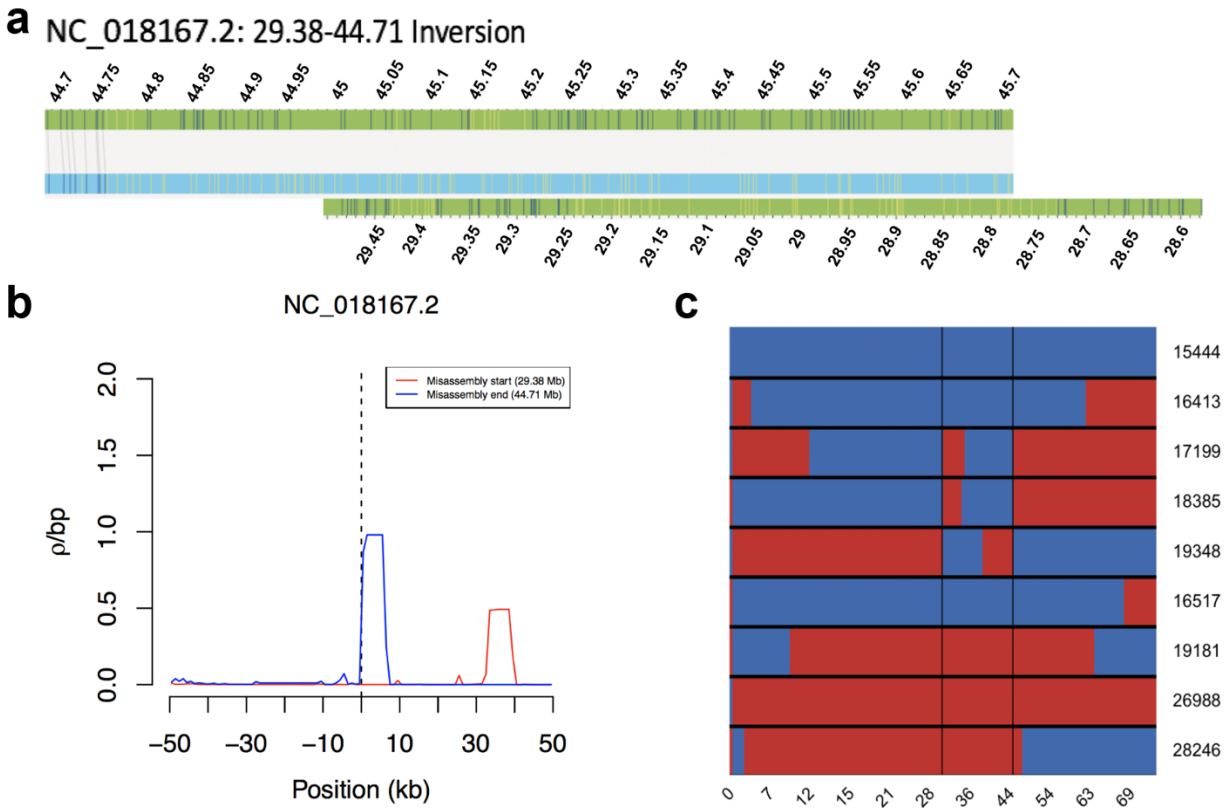 a
NC_018167.2: 29.38-44.71 Inversion
44.7 44.75 44.8 44.85 44.9 44.95 45 45.05 45.1 45.15 45.2 45.25 45.3 45.35 45.4 45.45 45.5 45.55 45.6 45.65 45.7
29.45 29.4 29.35 29.3 29.25 29.2 29.15 29.1 29.05 29 28.95 28.9 28.85 28.8 28.75 28.7 28.65 28.6
b
NC_018167.2
Misassembly start (29.38 Mb)
Misassembly end (44.71 Mb)
2.0
1.5
1.0
0.5
0.0
ρ/bp
−50 −30 −10 10 30 50
Position (kb)
c
15444
16413
17199
18385
19348
16517
19181
26988
28246
0 7 12 15 21 28 36 44 54 63 69